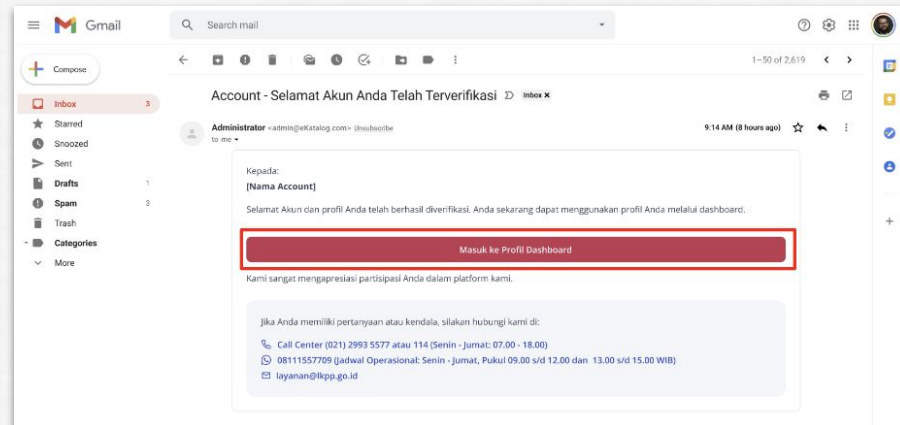 Gmail
Search mail
Compose
1–50 of 2,619
Inbox 3
Starred
Snoozed
Sent
Drafts 1
Spam 3
Trash
Categories
More
Account - Selamat Akun Anda Telah Terverifikasi Inbox x
Administrator <admin@eKatalog.com> Unsubscribe 9:14 AM (8 hours ago)
to me
Kepada:
[Nama Account]
Selamat Akun dan profil Anda telah berhasil diverifikasi. Anda sekarang dapat menggunakan profil Anda melalui dashboard.
Masuk ke Profil Dashboard
Kami sangat mengapresiasi partisipasi Anda dalam platform kami.
Jika Anda memiliki pertanyaan atau kendala, silakan hubungi kami di:
Call Center (021) 2993 5577 atau 114 (Senin - Jumat: 07.00 - 18.00)
08111557709 (Jadwal Operasional: Senin - Jumat, Pukul 09.00 s/d 12.00 dan 13.00 s/d 15.00 WIB)
layanan@lkpp.go.id